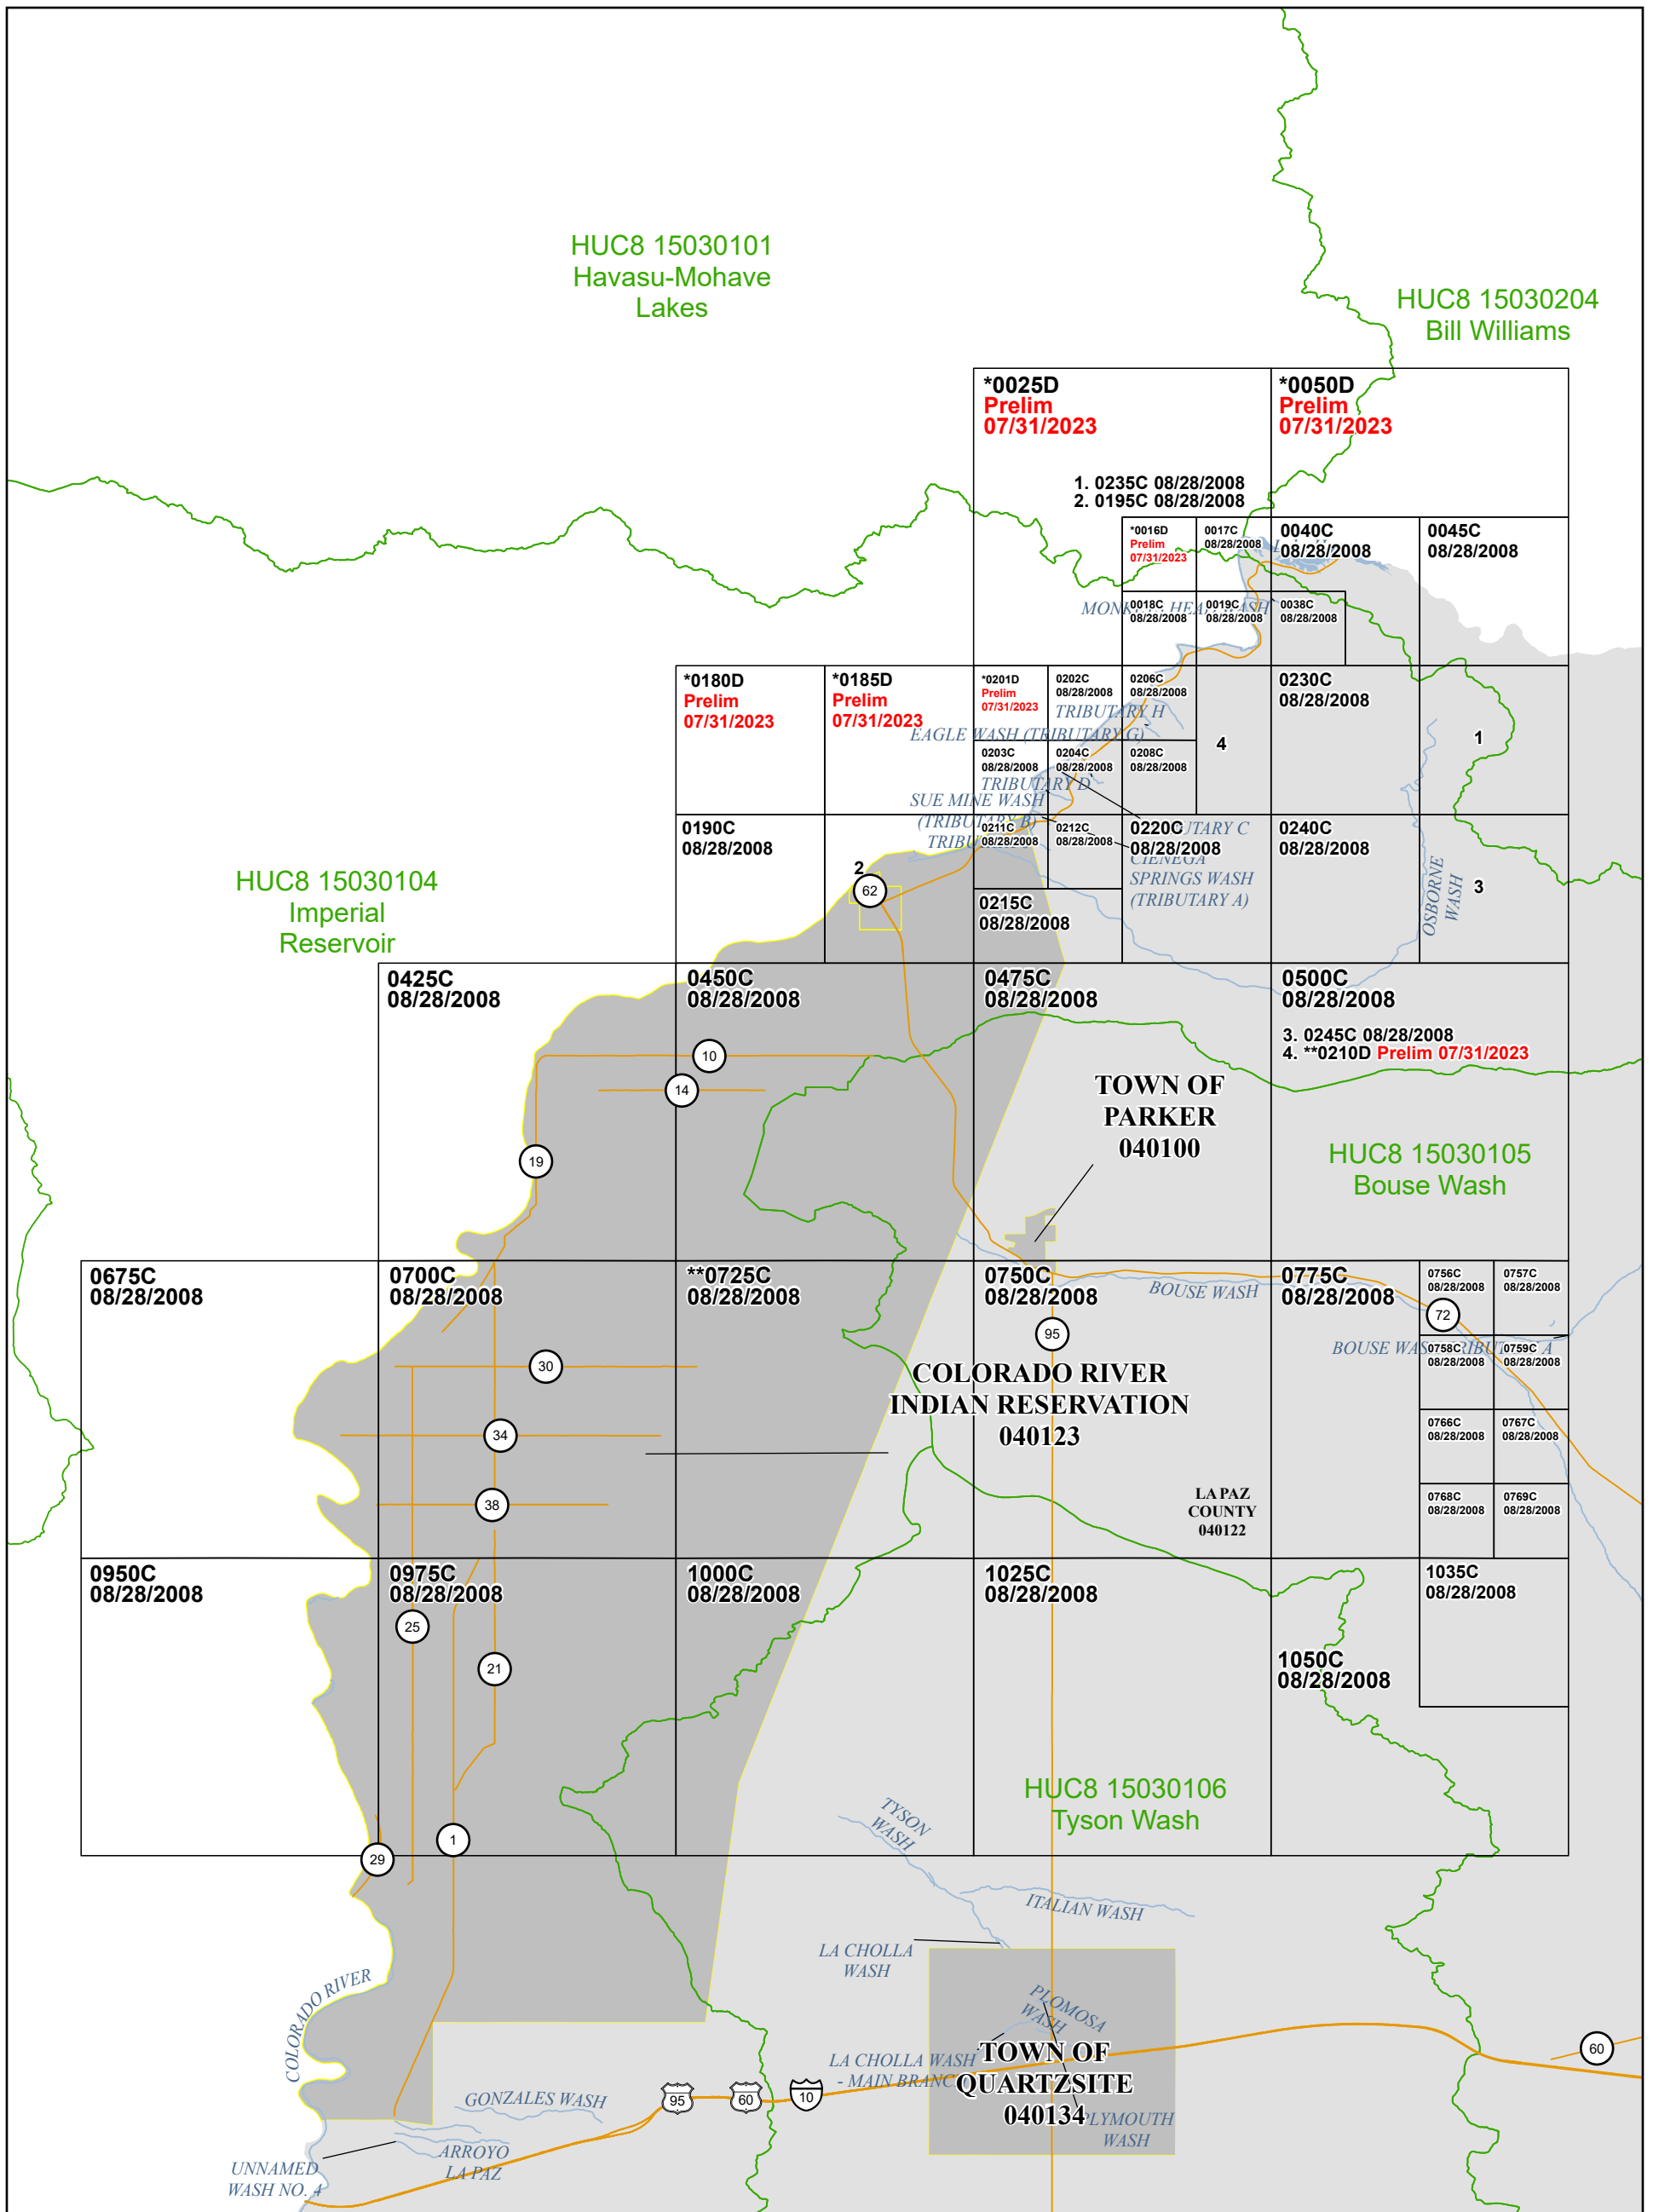 HUC8 15030101
Havasu-Mohave
Lakes
HUC8 15030204
Bill Williams
*0025D
Prelim
07/31/2023
*0050D
Prelim
07/31/2023
1. 0235C 08/28/2008
2. 0195C 08/28/2008
*0016D
Prelim
07/31/2023
0017C
08/28/2008
0040C
08/28/2008
0045C
08/28/2008
0018C
08/28/2008
0019C
08/28/2008
0038C
08/28/2008
WASH
*0180D
Prelim
07/31/2023
*0185D
Prelim
07/31/2023
*0201D
Prelim
07/31/2023
0202C
08/28/2008
TRIBUTARY H
0206C
08/28/2008
4
0230C
08/28/2008
1
EAGLE WASH (TRIBUTARY G)
0203C
08/28/2008
0204C
08/28/2008
0208C
08/28/2008
TRIBUTARY D
SUE MINE WASH
(TRIBUTARY B)
0190C
08/28/2008
2
62
0211C
08/28/2008
0212C
08/28/2008
0220C
08/28/2008
CIENEGA
SPRINGS WASH
(TRIBUTARY A)
0240C
08/28/2008
OSBORNE
WASH
3
0215C
08/28/2008
HUC8 15030104
Imperial
Reservoir
0425C
08/28/2008
0450C
08/28/2008
0475C
08/28/2008
0500C
08/28/2008
3. 0245C 08/28/2008
4. **0210D Prelim 07/31/2023
10
14
19
TOWN OF
PARKER
040100
HUC8 15030105
Bouse Wash
0675C
08/28/2008
0700C
08/28/2008
**0725C
08/28/2008
0750C
08/28/2008
BOUSE WASH
0775C
08/28/2008
0756C
08/28/2008
0757C
08/28/2008
72
95
30
BOUSE WASH TRIBUTARY A
0758C
08/28/2008
0759C
08/28/2008
COLORADO RIVER
INDIAN RESERVATION
040123
34
38
0766C
08/28/2008
0767C
08/28/2008
LA PAZ
COUNTY
040122
0768C
08/28/2008
0769C
08/28/2008
0950C
08/28/2008
0975C
08/28/2008
1000C
08/28/2008
1025C
08/28/2008
1035C
08/28/2008
25
21
1050C
08/28/2008
HUC8 15030106
Tyson Wash
TYSON
WASH
1
29
ITALIAN WASH
LA CHOLLA
WASH
COLORADO RIVER
PLOMOSA
WASH
60
LA CHOLLA WASH
- MAIN BRANCH
TOWN OF
QUARTZSITE
040134
GONZALES WASH
95
60
10
PLYMOUTH
WASH
ARROYO
LA PAZ
UNNAMED
WASH NO. 4